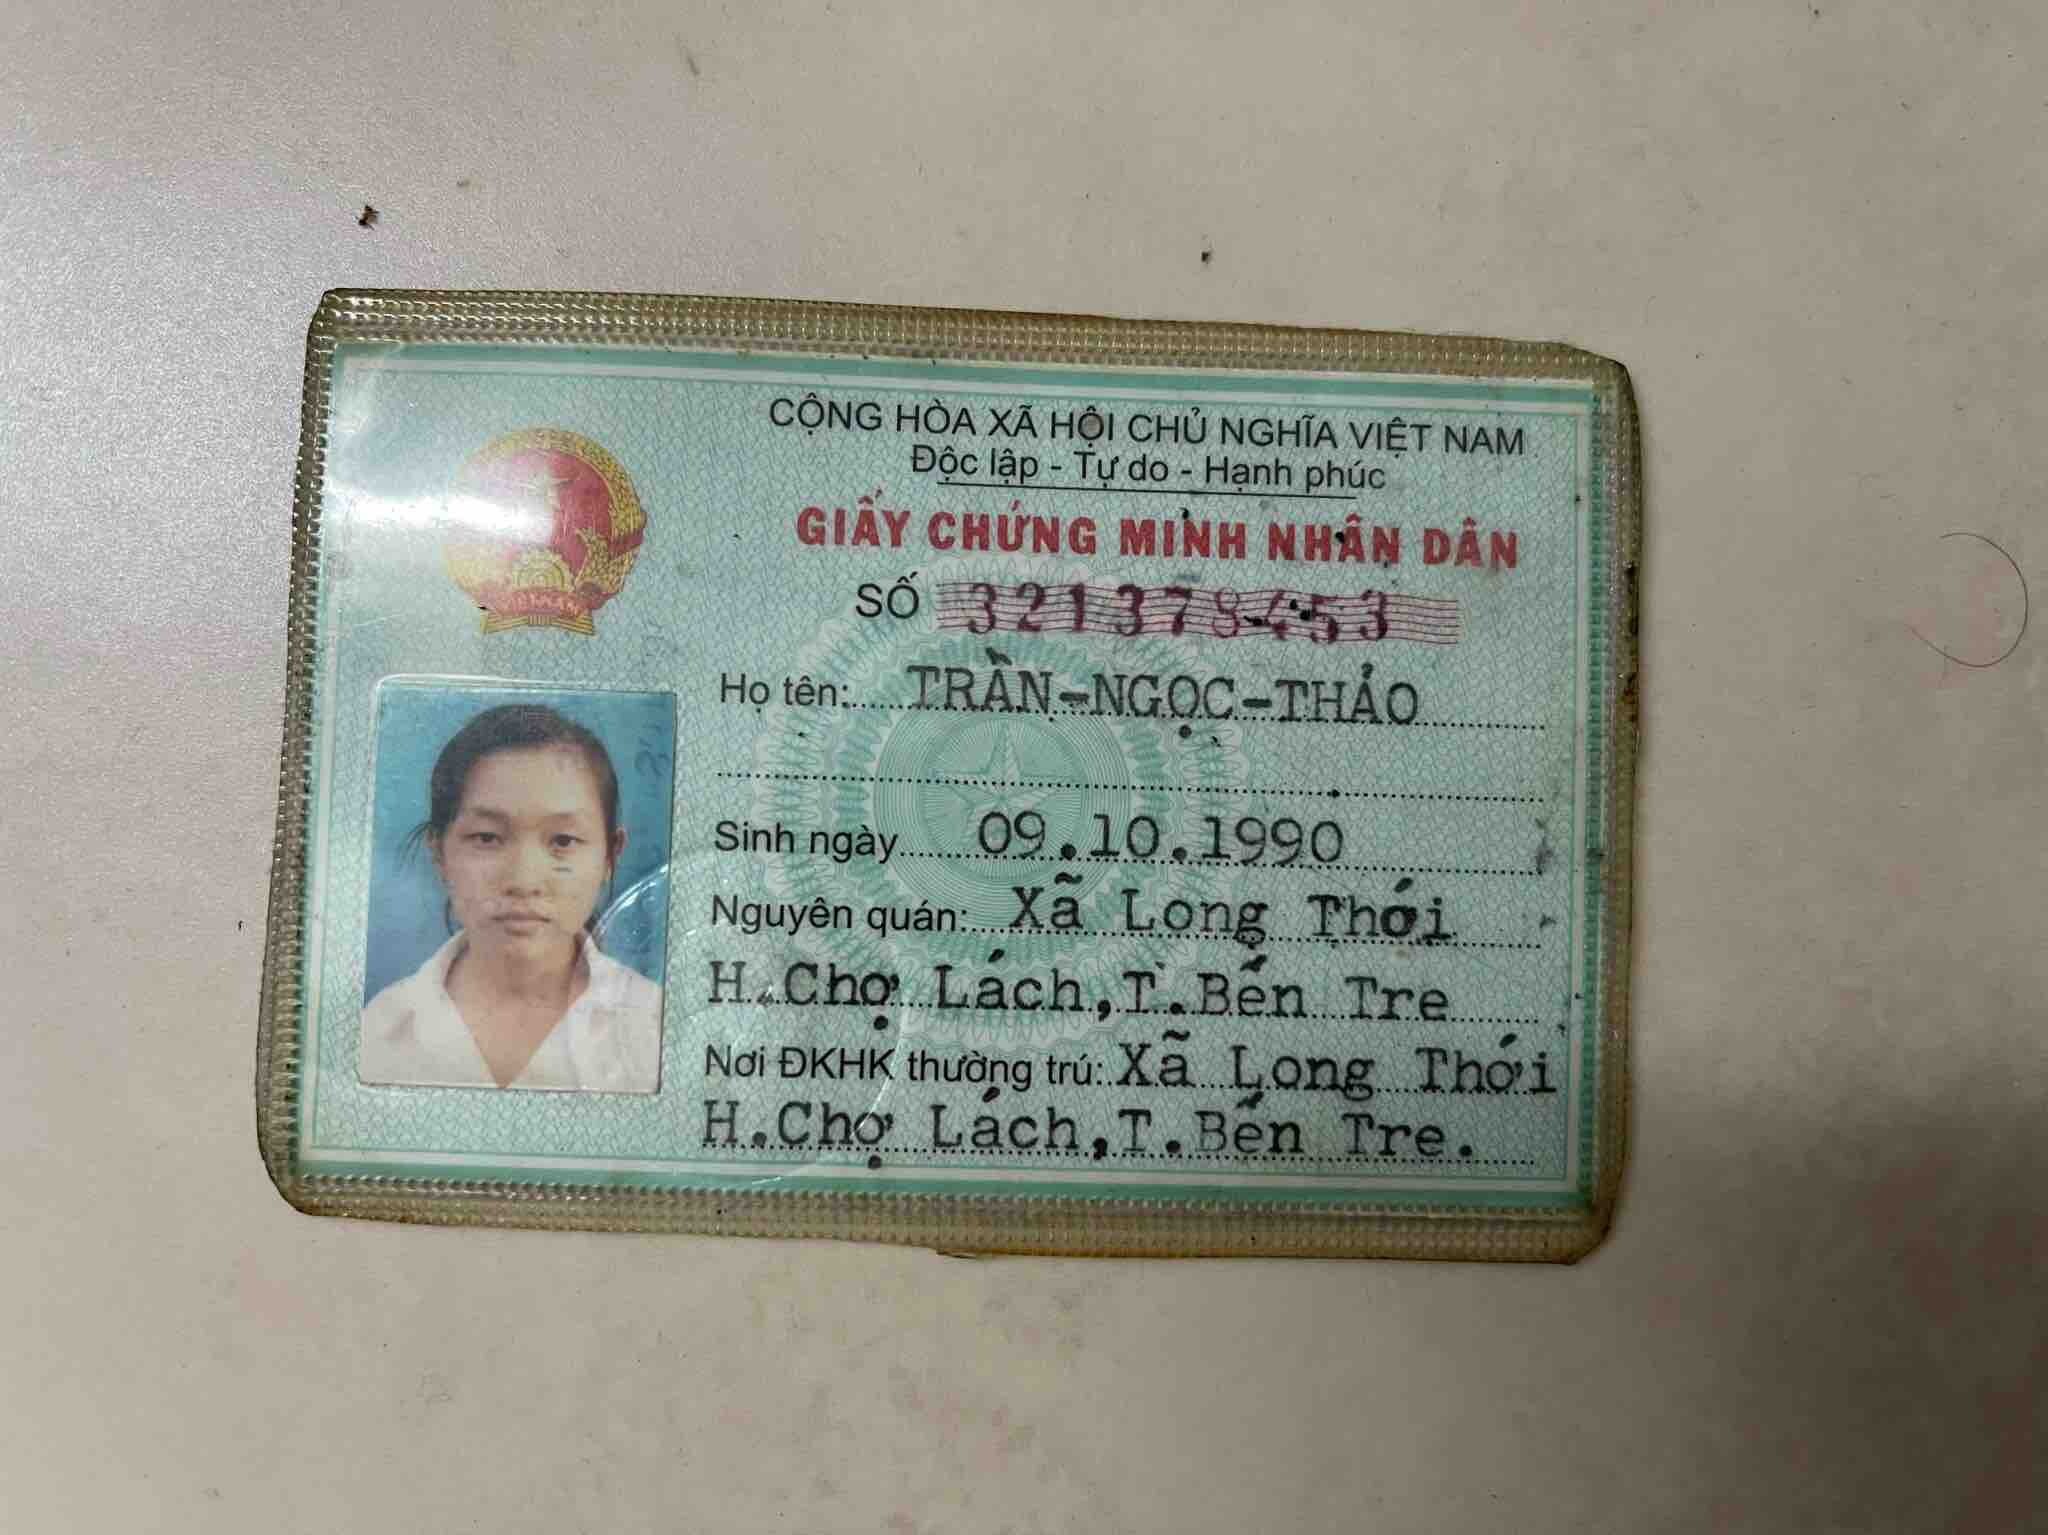 CỘNG HÒA XÃ HỘI CHỦ NGHĨA VIỆT NAM
Độc lập - Tự do - Hạnh phúc
GIẤY CHỨNG MINH NHÂN DÂN
SỐ 321378453
Họ tên: TRẦN-NGỌC-THẢO
Sinh ngày 09.10.1990
Nguyên quán: Xã Long Thới
H.Chợ Lách,T.Bến Tre
Nơi ĐKHK thường trú: Xã Long Thới
H.Chợ Lách,T.Bến Tre.